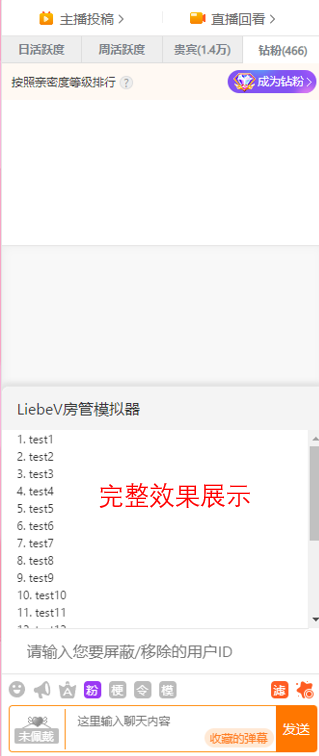 主播投稿 > 直播回看 >
日活跃度 周活跃度 贵宾(1.4万) 钻粉(466)
按照亲密度等级排行 ? 成为钻粉 >
LiebeV房管模拟器
1. test1
2. test2
3. test3
4. test4
完整效果展示
5. test5
6. test6
7. test7
8. test8
9. test9
10. test10
11. test11
请输入您要屏蔽/移除的用户ID
粉 梗 令 模 滤
这里输入聊天内容
未佩戴 收藏的弹幕 发送